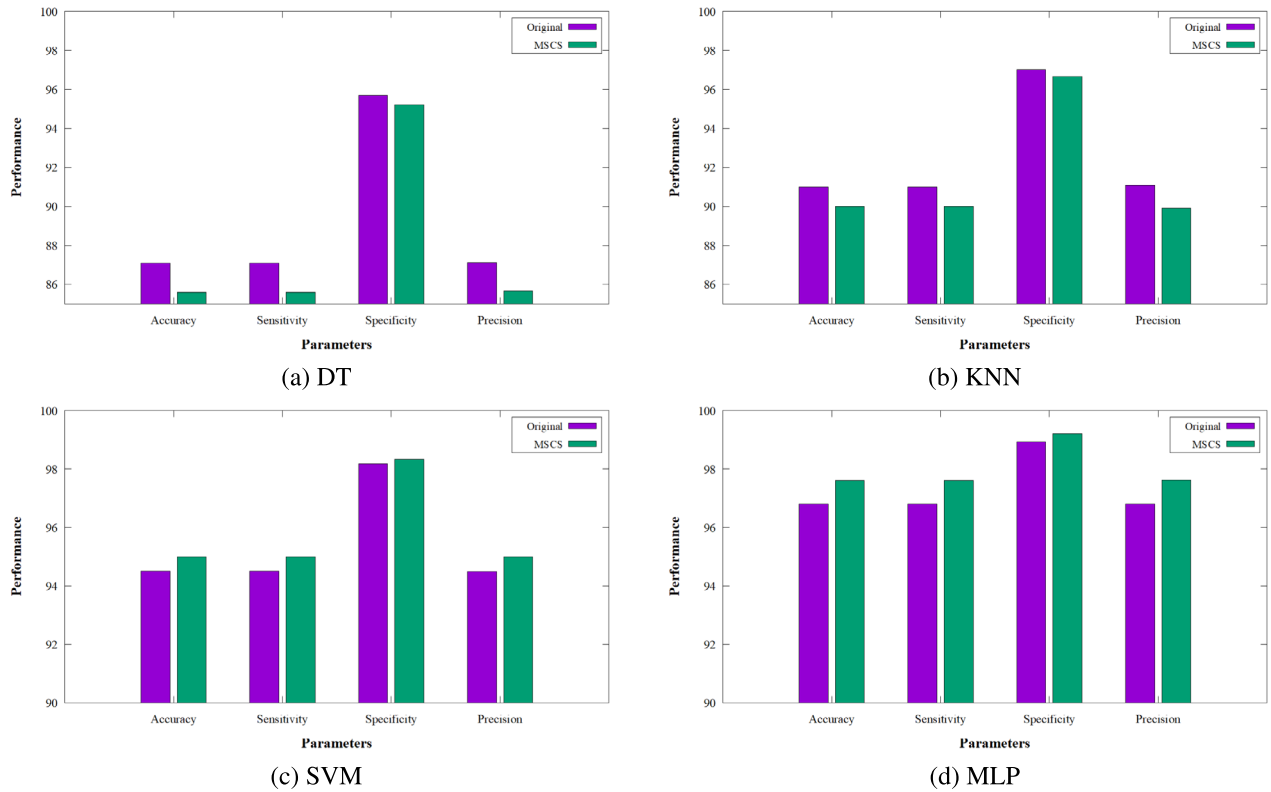 100
98
96
94
92
90
88
86
Performance
Original
MSCS
Accuracy Sensitivity Specificity Precision
Parameters
(a) DT
100
98
96
94
92
90
88
86
Performance
Original
MSCS
Accuracy Sensitivity Specificity Precision
Parameters
(b) KNN
100
98
96
94
92
90
Performance
Original
MSCS
Accuracy Sensitivity Specificity Precision
Parameters
(c) SVM
100
98
96
94
92
90
Performance
Original
MSCS
Accuracy Sensitivity Specificity Precision
Parameters
(d) MLP